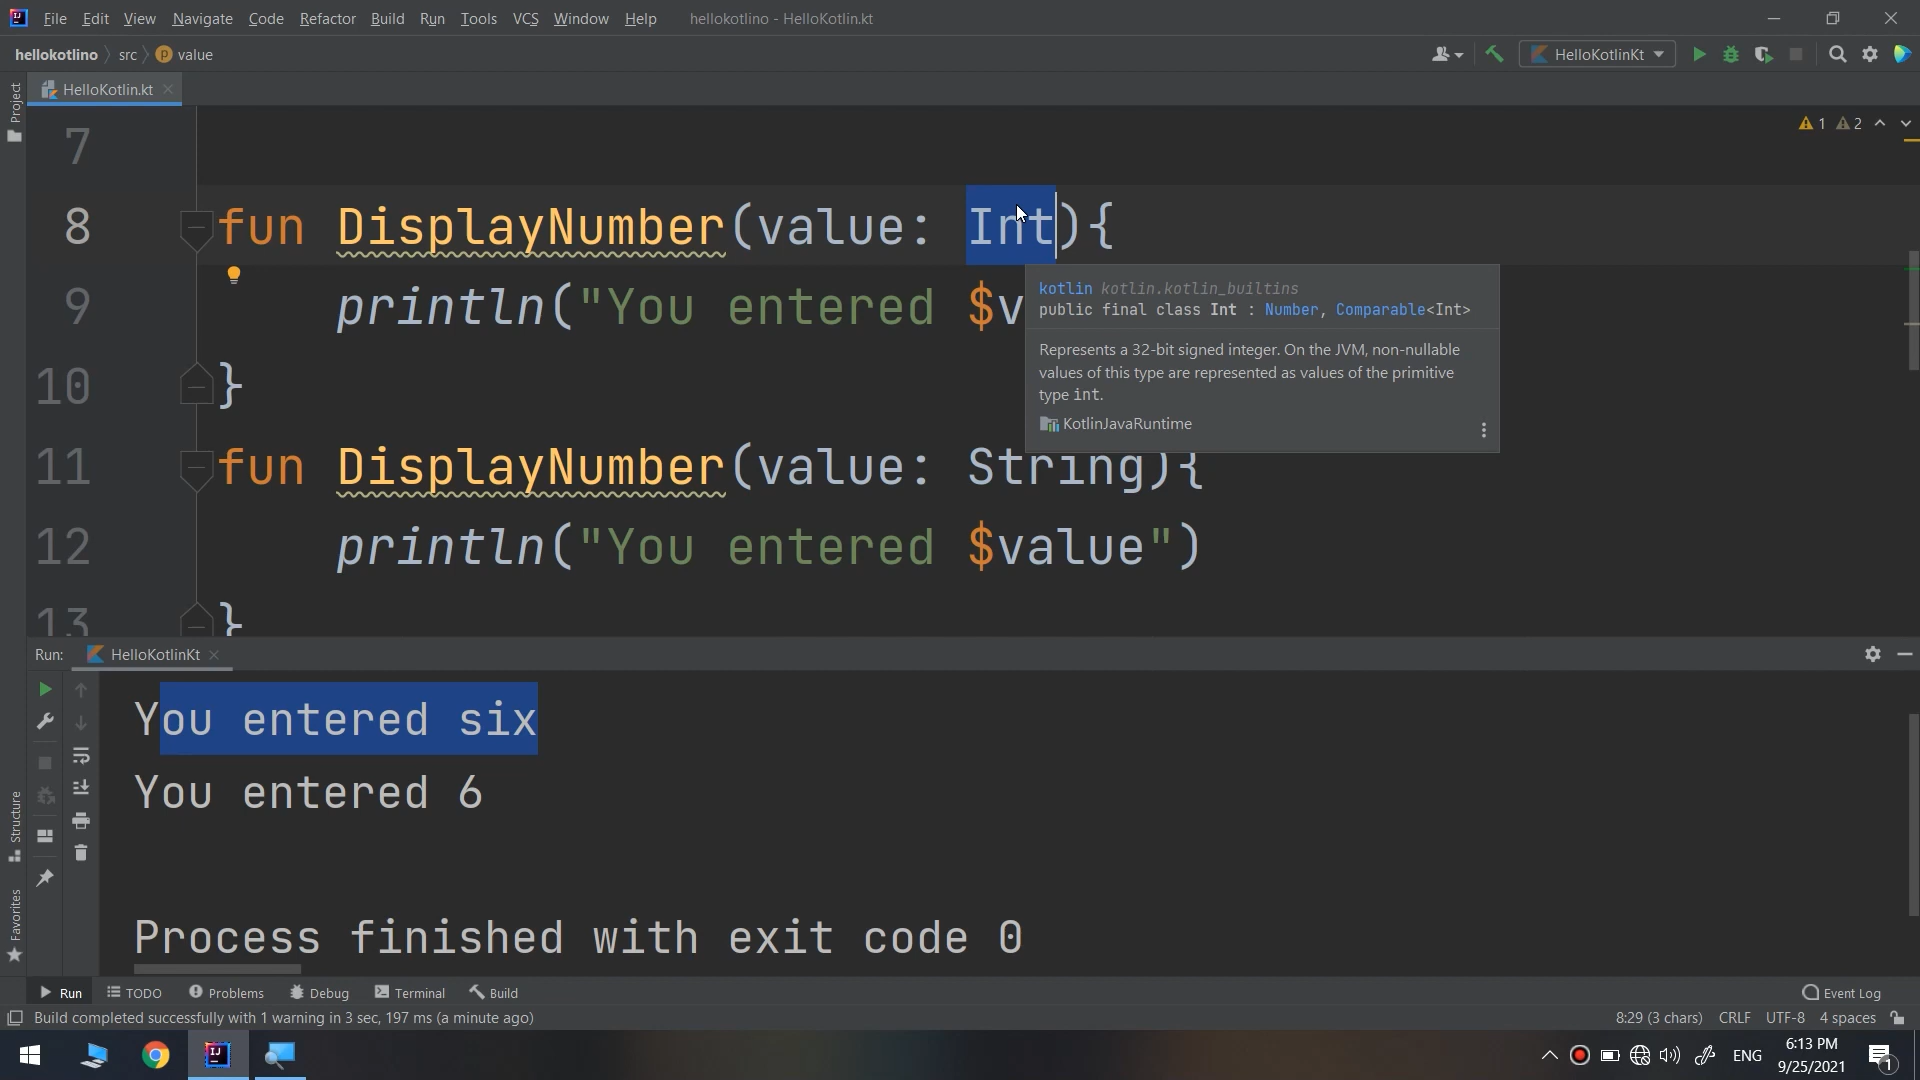 File Edit View Navigate Code Refactor Build Run Tools VCS Window Help hellokotlino - HelloKotlin.kt
hellokotlino src value HelloKotlinKt
HelloKotlin.kt
1 2
Project
7
8 fun DisplayNumber(value: Int){
9 println("You entered $v
10 }
11 fun DisplayNumber(value: String){
12 println("You entered $value")
13 }
kotlin kotlin.kotlin_builtins
public final class Int : Number, Comparable<Int>
Represents a 32-bit signed integer. On the JVM, non-nullable
values of this type are represented as values of the primitive
type int.
KotlinJavaRuntime
Run: HelloKotlinKt
You entered six
You entered 6
Process finished with exit code 0
Structure
Favorites
Run TODO Problems Debug Terminal Build Event Log
Build completed successfully with 1 warning in 3 sec, 197 ms (a minute ago) 8:29 (3 chars) CRLF UTF-8 4 spaces
ENG 6:13 PM
9/25/2021
1